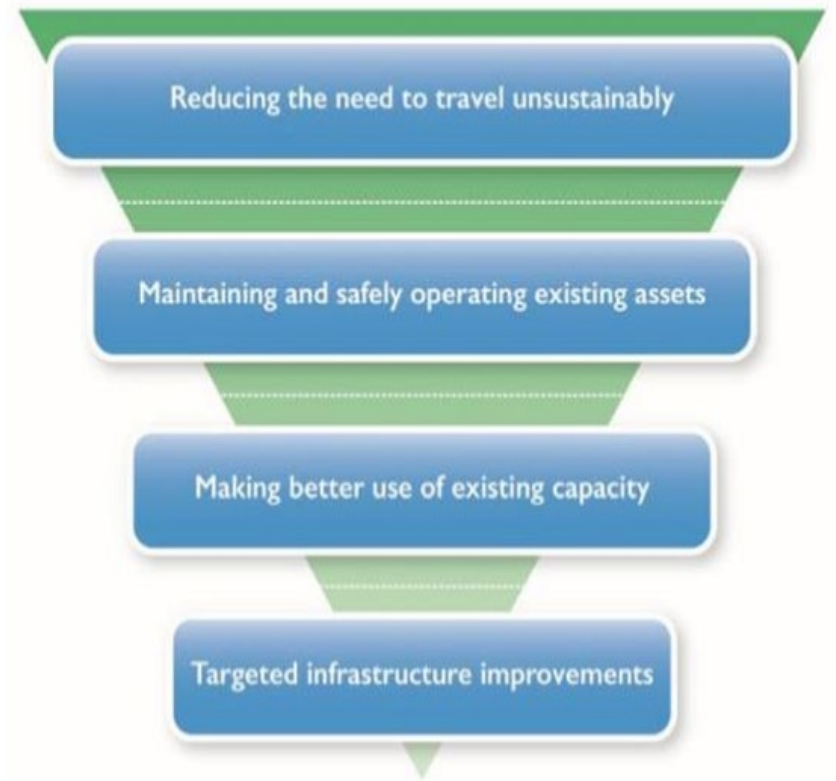 Reducing the need to travel unsustainably
Maintaining and safely operating existing assets
Making better use of existing capacity
Targeted infrastructure improvements